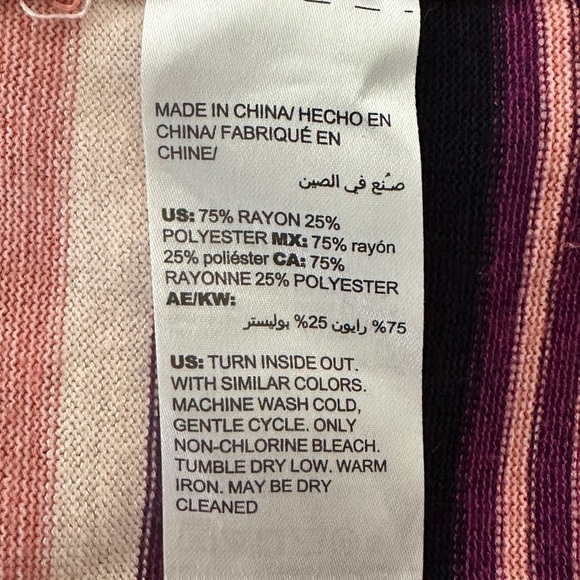 MADE IN CHINA/ HECHO EN
CHINA/ FABRIQUÉ EN
CHINE/
صُنع في الصين
US: 75% RAYON 25%
POLYESTER MX: 75% rayón
25% poliéster CA: 75%
RAYONNE 25% POLYESTER
AE/KW:
75% رايون 25% بوليستر
US: TURN INSIDE OUT.
WITH SIMILAR COLORS.
MACHINE WASH COLD,
GENTLE CYCLE. ONLY
NON-CHLORINE BLEACH.
TUMBLE DRY LOW. WARM
IRON. MAY BE DRY
CLEANED